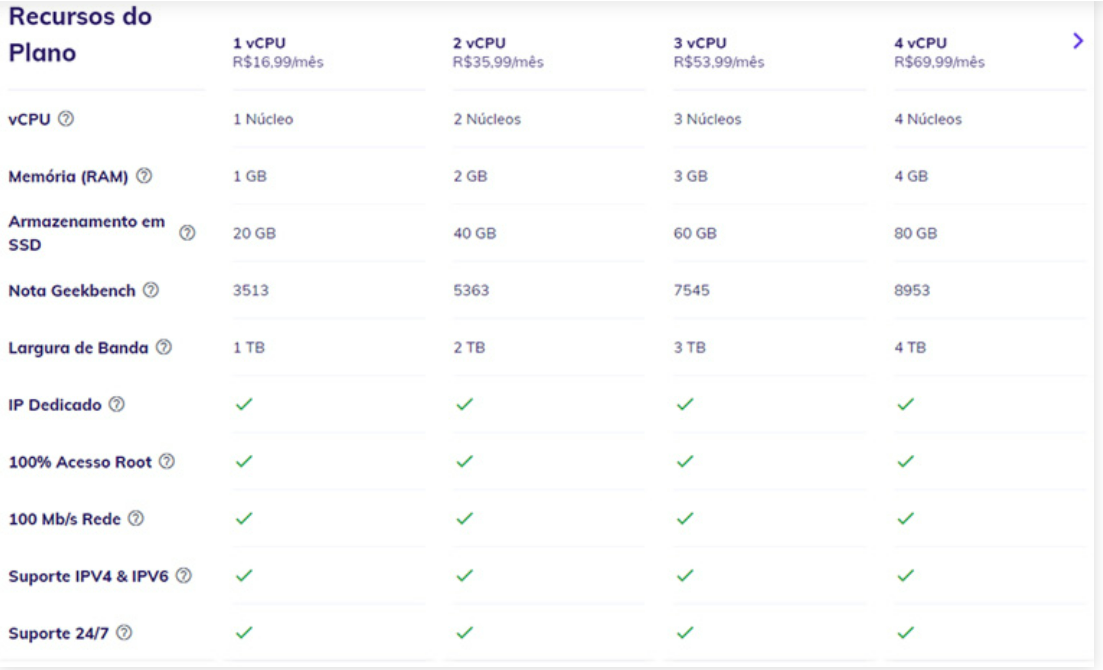 Recursos do
Plano
1 vCPU
R$16,99/mês
2 vCPU
R$35,99/mês
3 vCPU
R$53,99/mês
4 vCPU
R$69,99/mês
vCPU 1 Núcleo 2 Núcleos 3 Núcleos 4 Núcleos
Memória (RAM) 1 GB 2 GB 3 GB 4 GB
Armazenamento em
SSD
20 GB 40 GB 60 GB 80 GB
Nota Geekbench 3513 5363 7545 8953
Largura de Banda 1 TB 2 TB 3 TB 4 TB
IP Dedicado
100% Acesso Root
100 Mb/s Rede
Suporte IPV4 & IPV6
Suporte 24/7